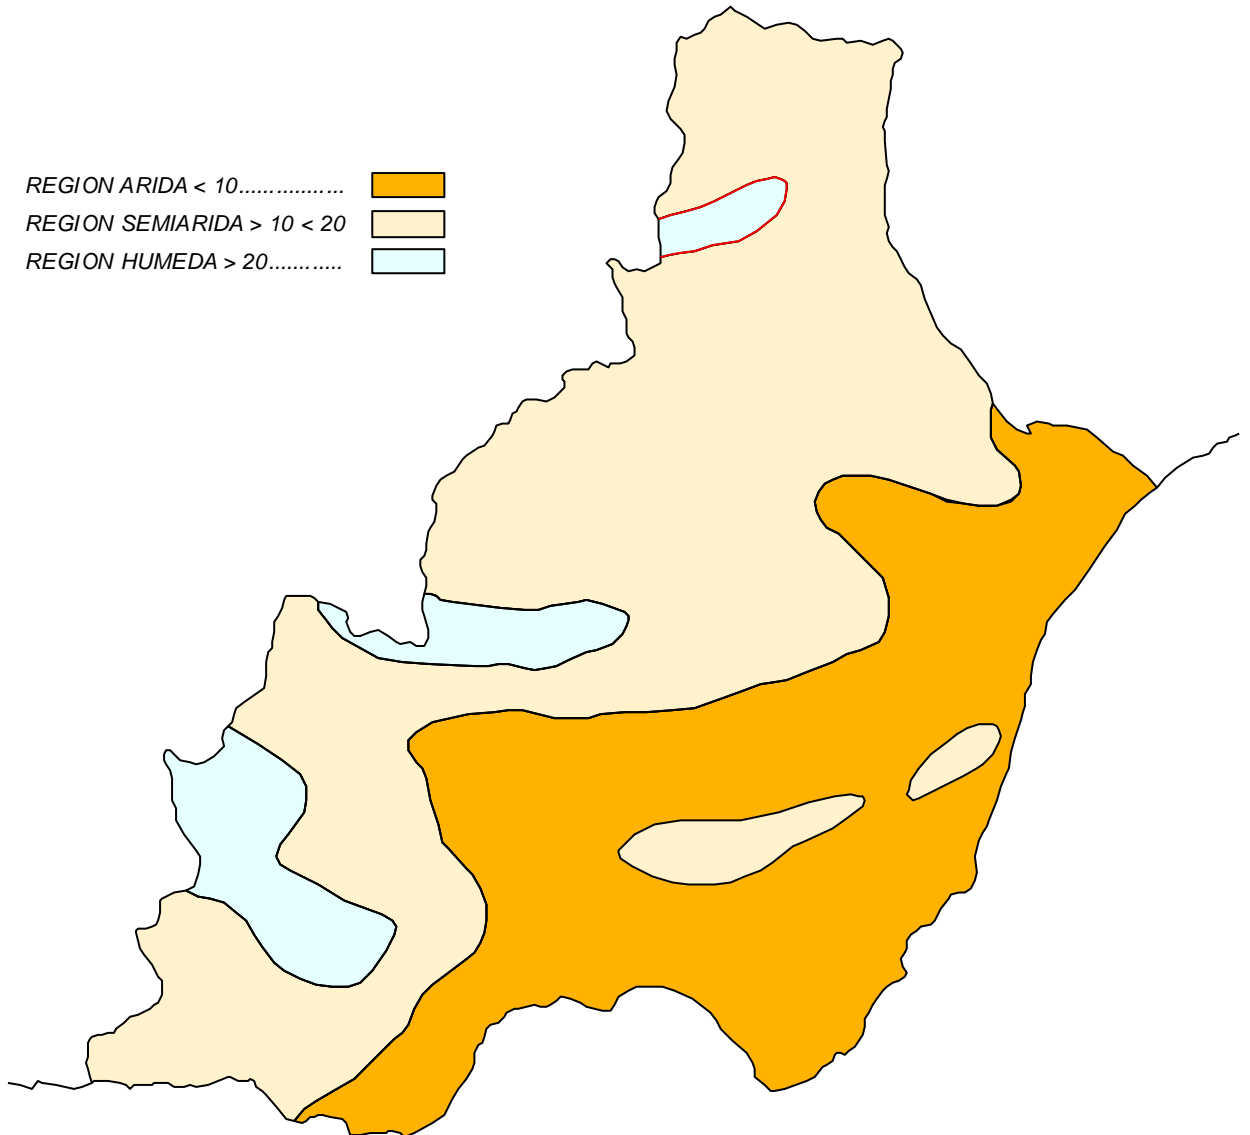 REGION ARIDA < 10..................
REGION SEMIARIDA > 10 < 20
REGION HUMEDA > 20............